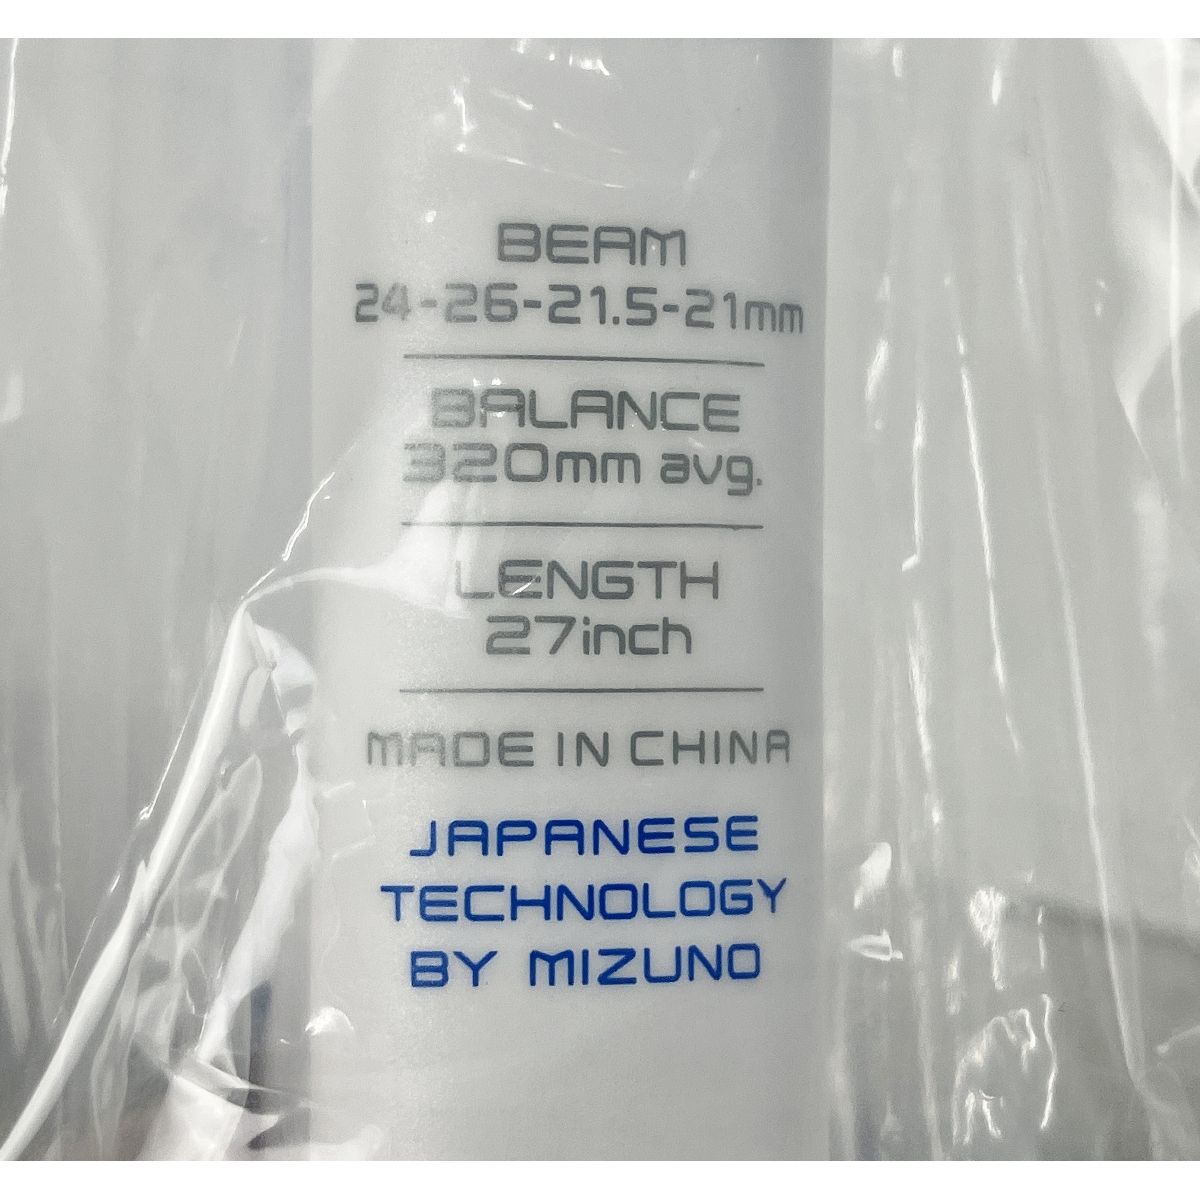 BEAM
24-26-21.5-21mm
BALANCE
320mm avg.
LENGTH
27inch
MADE IN CHINA
JAPANESE
TECHNOLOGY
BY MIZUNO